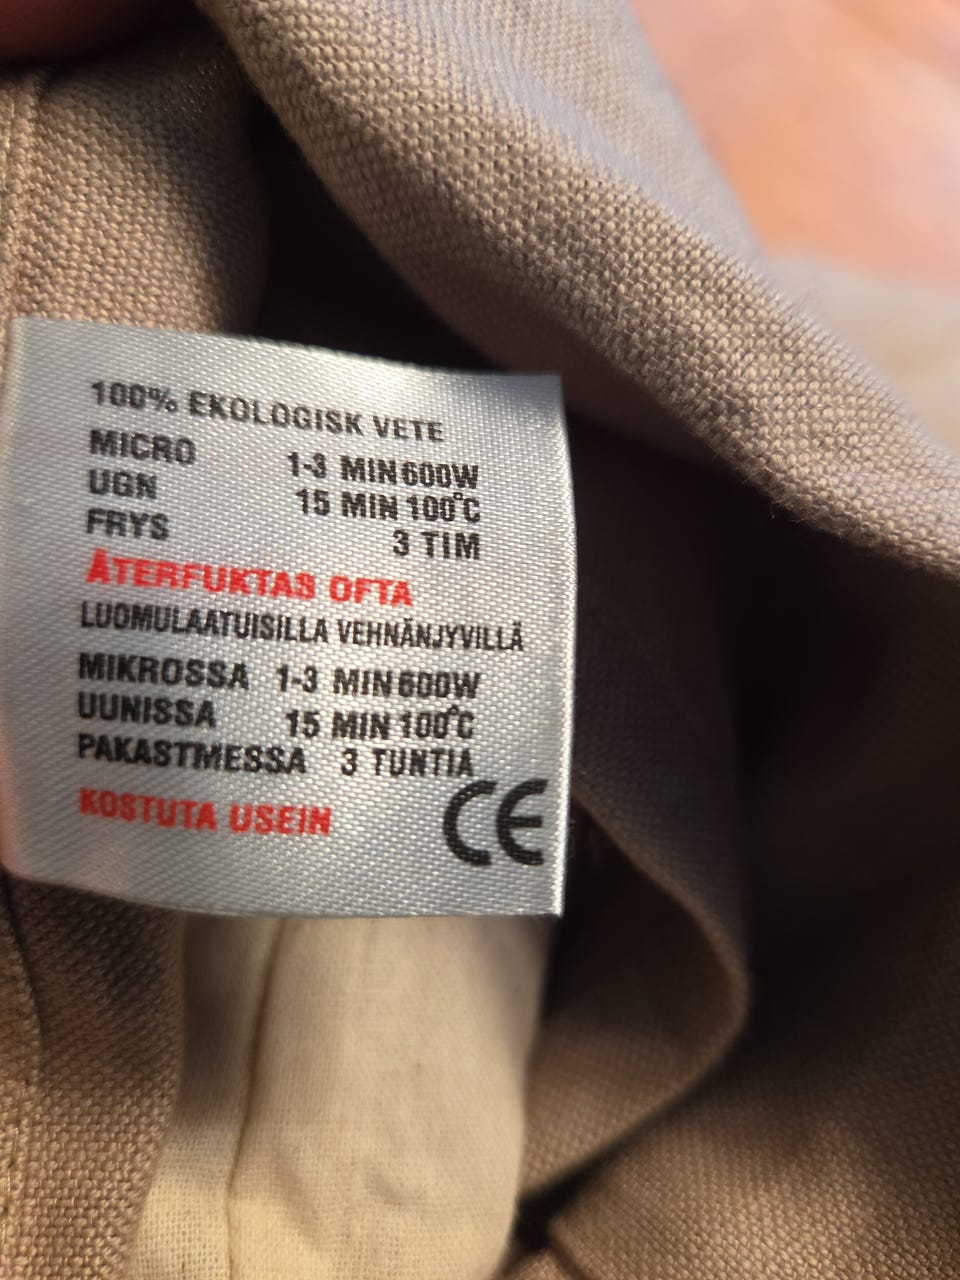 100% EKOLOGISK VETE
MICRO 1-3 MIN 600W
UGN 15 MIN 100°C
FRYS 3 TIM
ÅTERFUKTAS OFTA
LUOMULAATUISILLA VEHNÄNJYVILLÄ
MIKROSSA 1-3 MIN 600W
UUNISSA 15 MIN 100°C
PAKASTMESSA 3 TUNTIA
KOSTUTA USEIN
CE